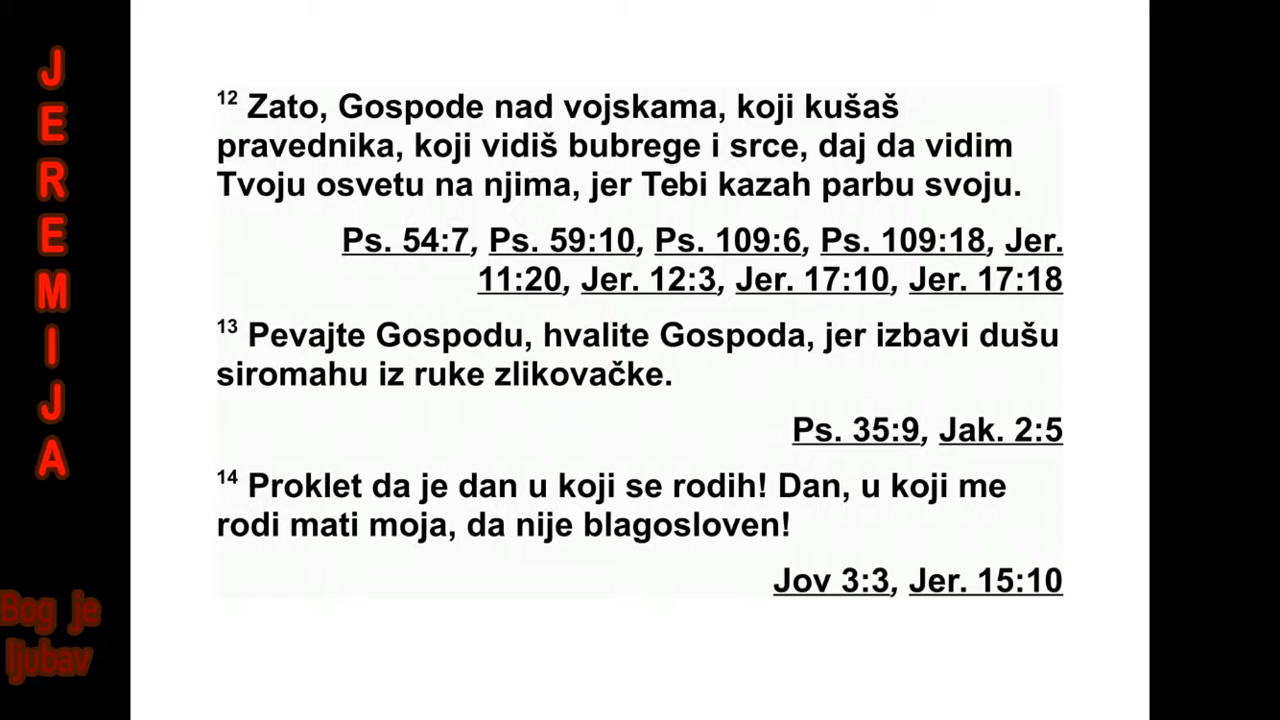 JEREMIJA
Bog je
ljubav
12 Zato, Gospode nad vojskama, koji kušaš
pravednika, koji vidiš bubrege i srce, daj da vidim
Tvoju osvetu na njima, jer Tebi kazah parbu svoju.
Ps. 54:7, Ps. 59:10, Ps. 109:6, Ps. 109:18, Jer.
11:20, Jer. 12:3, Jer. 17:10, Jer. 17:18
13 Pevajte Gospodu, hvalite Gospoda, jer izbavi dušu
siromahu iz ruke zlikovačke.
Ps. 35:9, Jak. 2:5
14 Proklet da je dan u koji se rodih! Dan, u koji me
rodi mati moja, da nije blagosloven!
Jov 3:3, Jer. 15:10